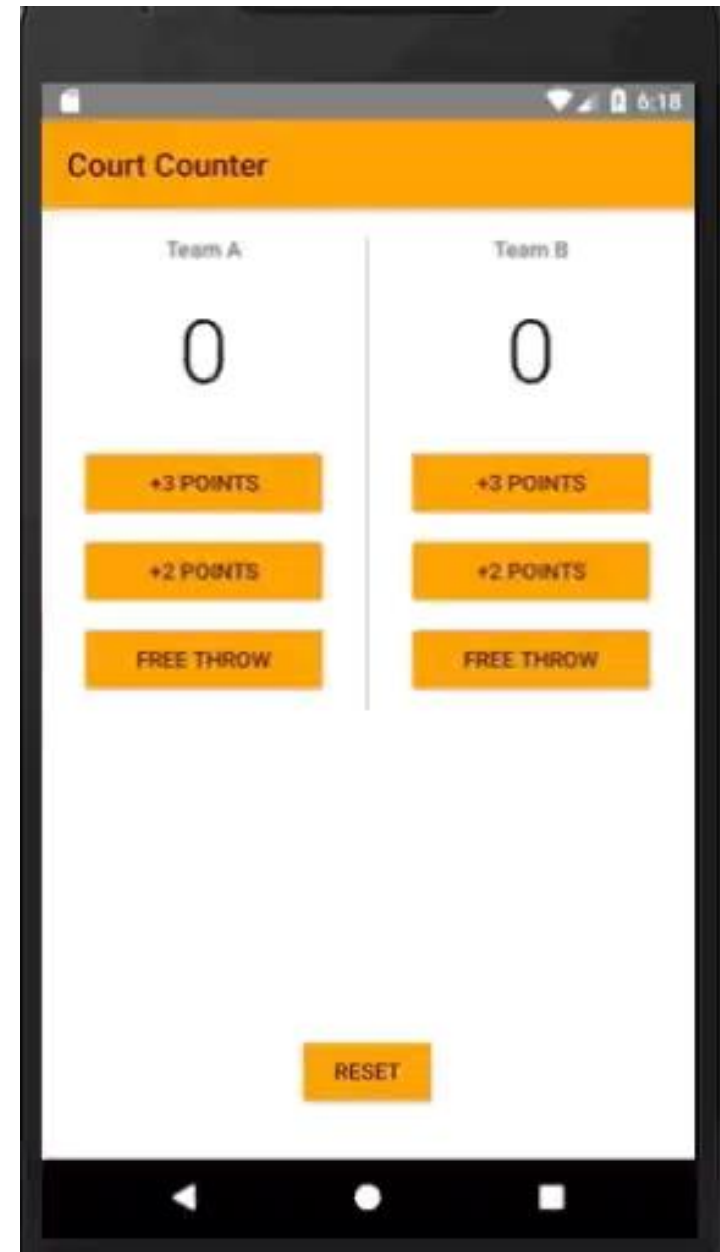 6:18
Court Counter
Team A Team B
0 0
+3 POINTS +3 POINTS
+2 POINTS +2 POINTS
FREE THROW FREE THROW
RESET